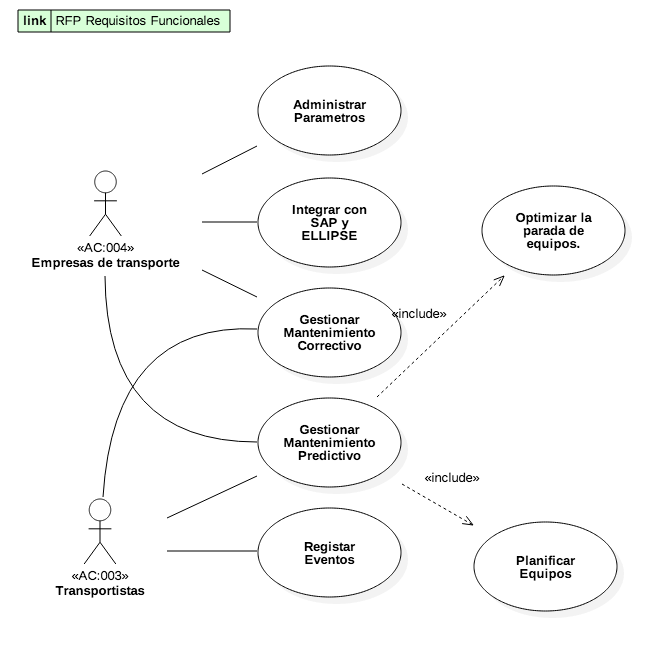 link RFP Requisitos Funcionales
Administrar
Parametros
Integrar con
SAP y
ELLIPSE
Optimizar la
parada de
equipos.
«AC:004»
Empresas de transporte
Gestionar
Mantenimiento
Correctivo
«include»
Gestionar
Mantenimiento
Predictivo
«include»
Registar
Eventos
Planificar
Equipos
«AC:003»
Transportistas